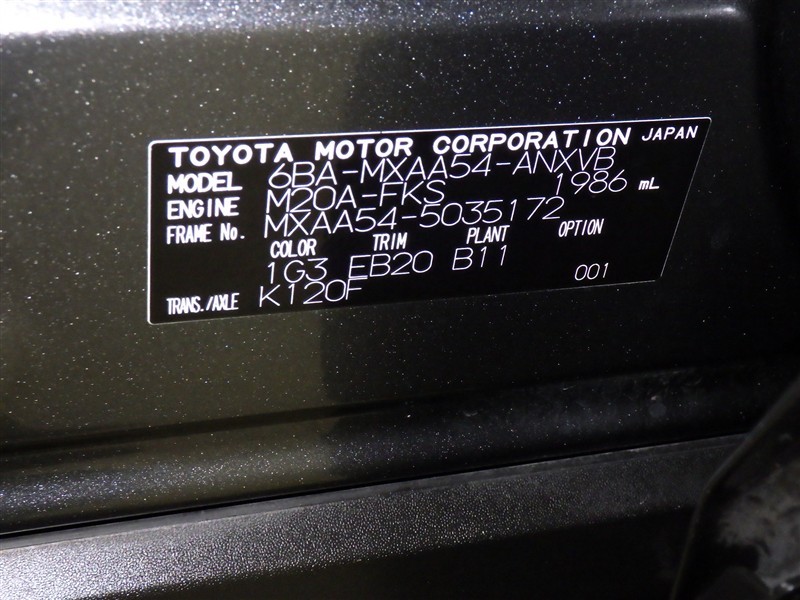 TOYOTA MOTOR CORPORATION JAPAN
MODEL 6BA-MXAA54-ANXVB
ENGINE M20A-FKS 1986 mL
FRAME No. MXAA54-5035172
COLOR TRIM PLANT OPTION
1G3 EB20 B11
TRANS./AXLE K120F 001